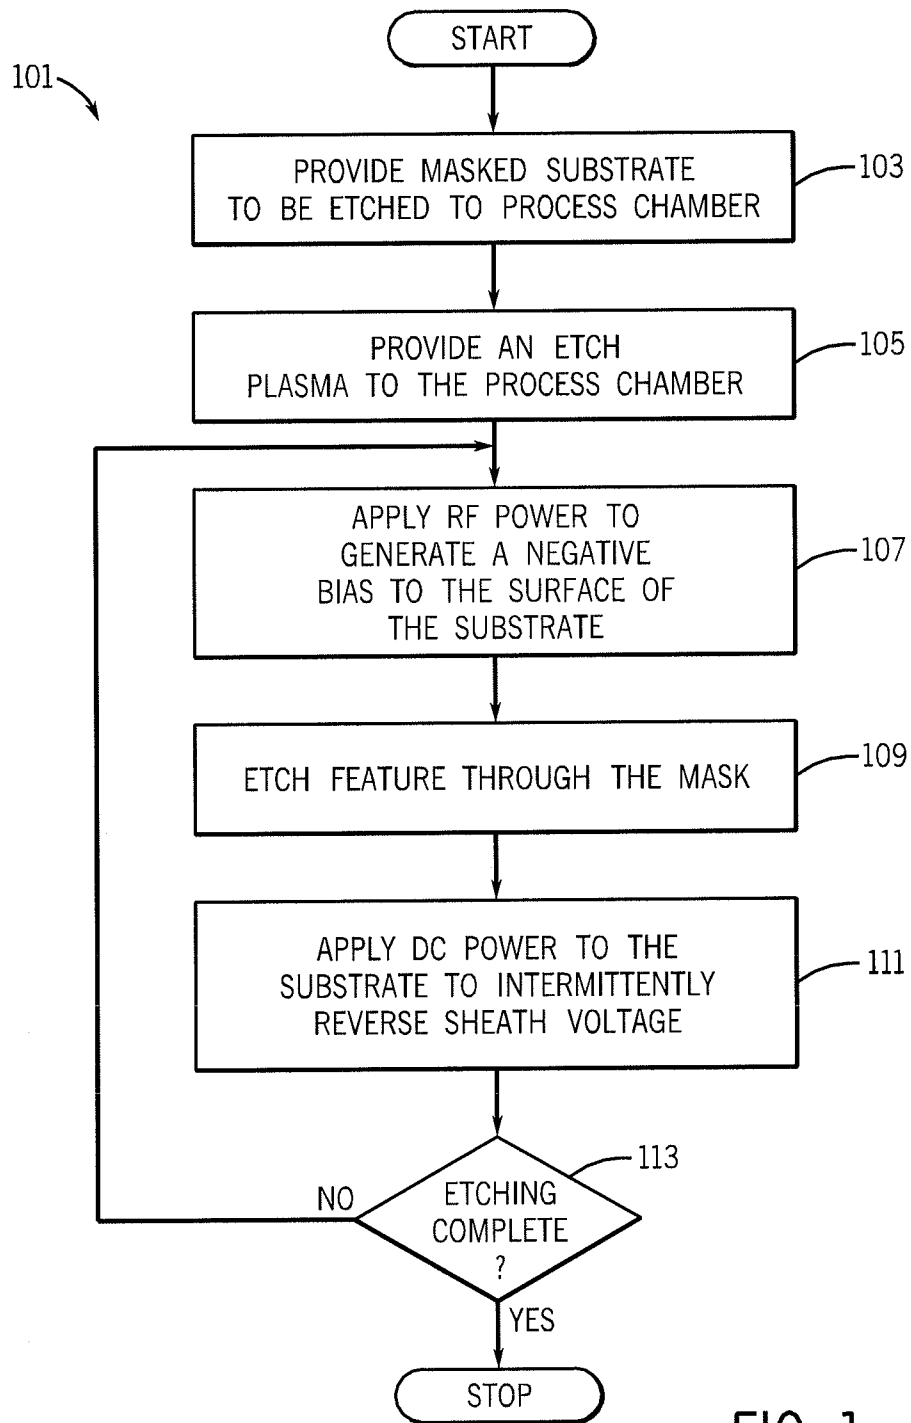 START
101
PROVIDE MASKED SUBSTRATE
TO BE ETCHED TO PROCESS CHAMBER
103
PROVIDE AN ETCH
PLASMA TO THE PROCESS CHAMBER
105
APPLY RF POWER TO
GENERATE A NEGATIVE
BIAS TO THE SURFACE OF
THE SUBSTRATE
107
ETCH FEATURE THROUGH THE MASK
109
APPLY DC POWER TO THE
SUBSTRATE TO INTERMITTENTLY
REVERSE SHEATH VOLTAGE
111
ETCHING
COMPLETE
?
113
NO
YES
STOP
FIG. 1